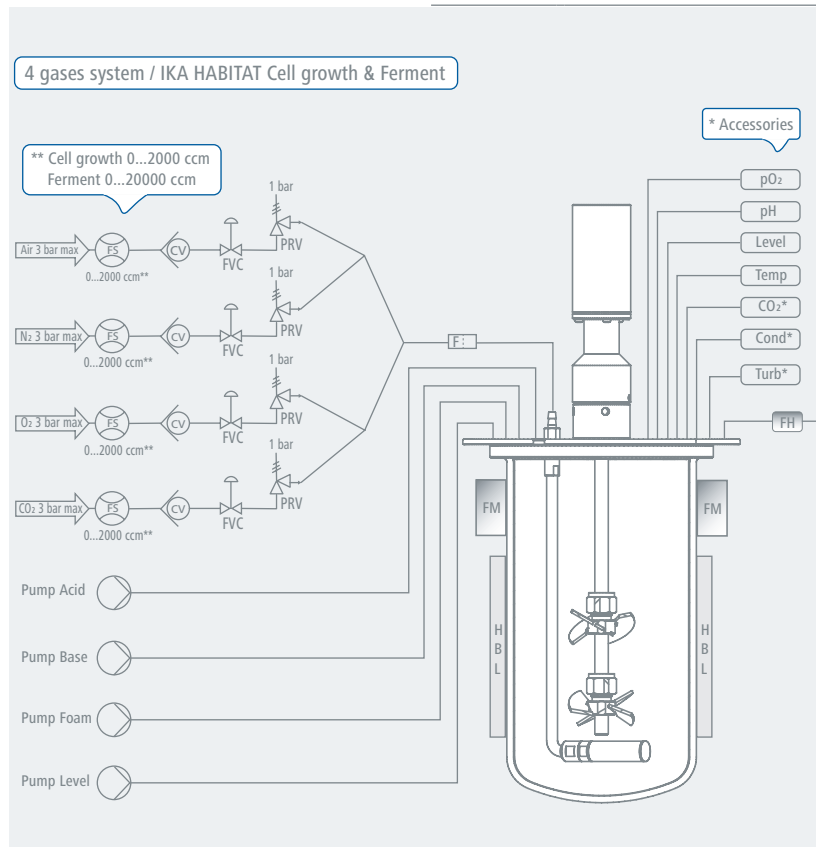 4 gases system / IKA HABITAT Cell growth & Ferment
* Accessories
** Cell growth 0...2000 ccm
Ferment 0...20000 ccm
pO₂
pH
Level
Temp
CO₂*
Cond*
Turb*
FH
1 bar
Air 3 bar max
FS
CV
FVC
PRV
0...2000 ccm**
1 bar
N₂ 3 bar max
FS
CV
FVC
PRV
0...2000 ccm**
F
1 bar
O₂ 3 bar max
FS
CV
FVC
PRV
0...2000 ccm**
1 bar
CO₂ 3 bar max
FS
CV
FVC
PRV
0...2000 ccm**
FM
FM
Pump Acid
Pump Base
Pump Foam
Pump Level
H
B
L
H
B
L